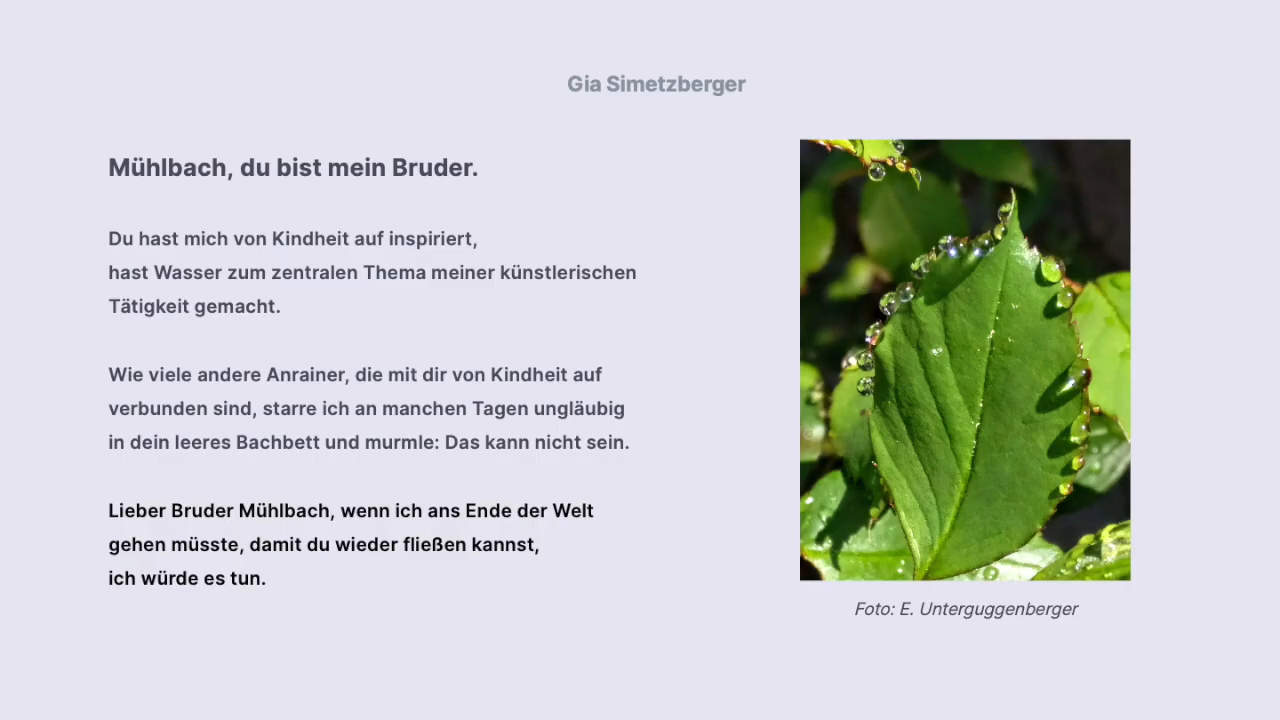 Gia Simetzberger
Mühlbach, du bist mein Bruder.
Du hast mich von Kindheit auf inspiriert,
hast Wasser zum zentralen Thema meiner künstlerischen
Tätigkeit gemacht.
Wie viele andere Anrainer, die mit dir von Kindheit auf
verbunden sind, starre ich an manchen Tagen ungläubig
in dein leeres Bachbett und murmle: Das kann nicht sein.
Lieber Bruder Mühlbach, wenn ich ans Ende der Welt
gehen müsste, damit du wieder fließen kannst,
ich würde es tun.
Foto: E. Unterguggenberger